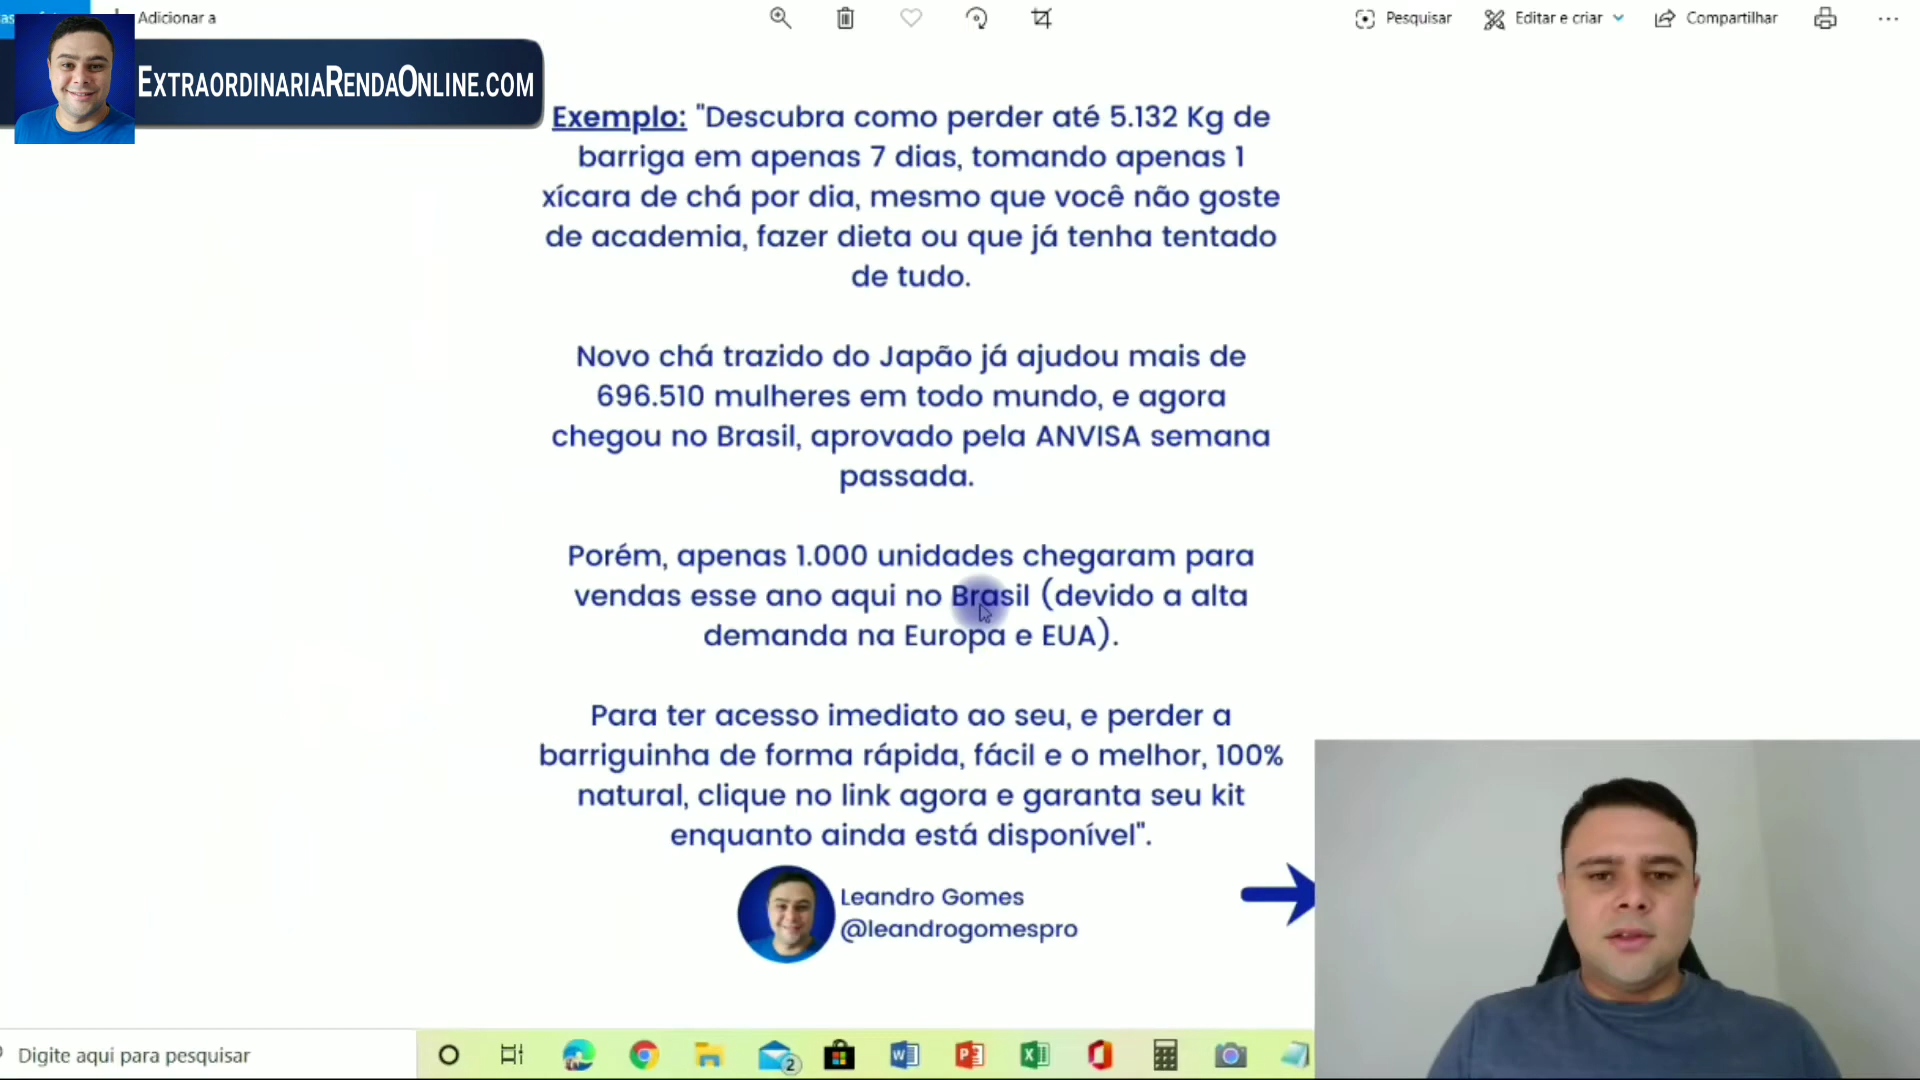 Adicionar a
Pesquisar
Editar e criar
Compartilhar
EXTRAORDINARIARENDAONLINE.COM
Exemplo: "Descubra como perder até 5.132 Kg de
barriga em apenas 7 dias, tomando apenas 1
xícara de chá por dia, mesmo que você não goste
de academia, fazer dieta ou que já tenha tentado
de tudo.
Novo chá trazido do Japão já ajudou mais de
696.510 mulheres em todo mundo, e agora
chegou no Brasil, aprovado pela ANVISA semana
passada.
Porém, apenas 1.000 unidades chegaram para
vendas esse ano aqui no Brasil (devido a alta
demanda na Europa e EUA).
Para ter acesso imediato ao seu, e perder a
barriguinha de forma rápida, fácil e o melhor, 100%
natural, clique no link agora e garanta seu kit
enquanto ainda está disponível".
Leandro Gomes
@leandrogomespro
Digite aqui para pesquisar
2